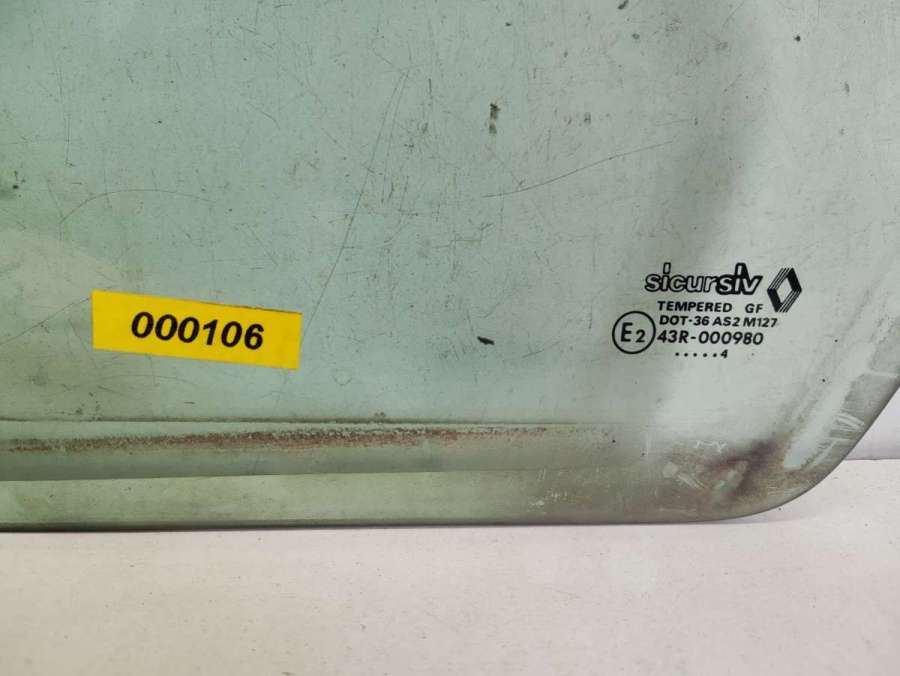 000106
sicursiv
TEMPERED GF
DOT·36 AS2 M127
E2 43R-000980
.....4